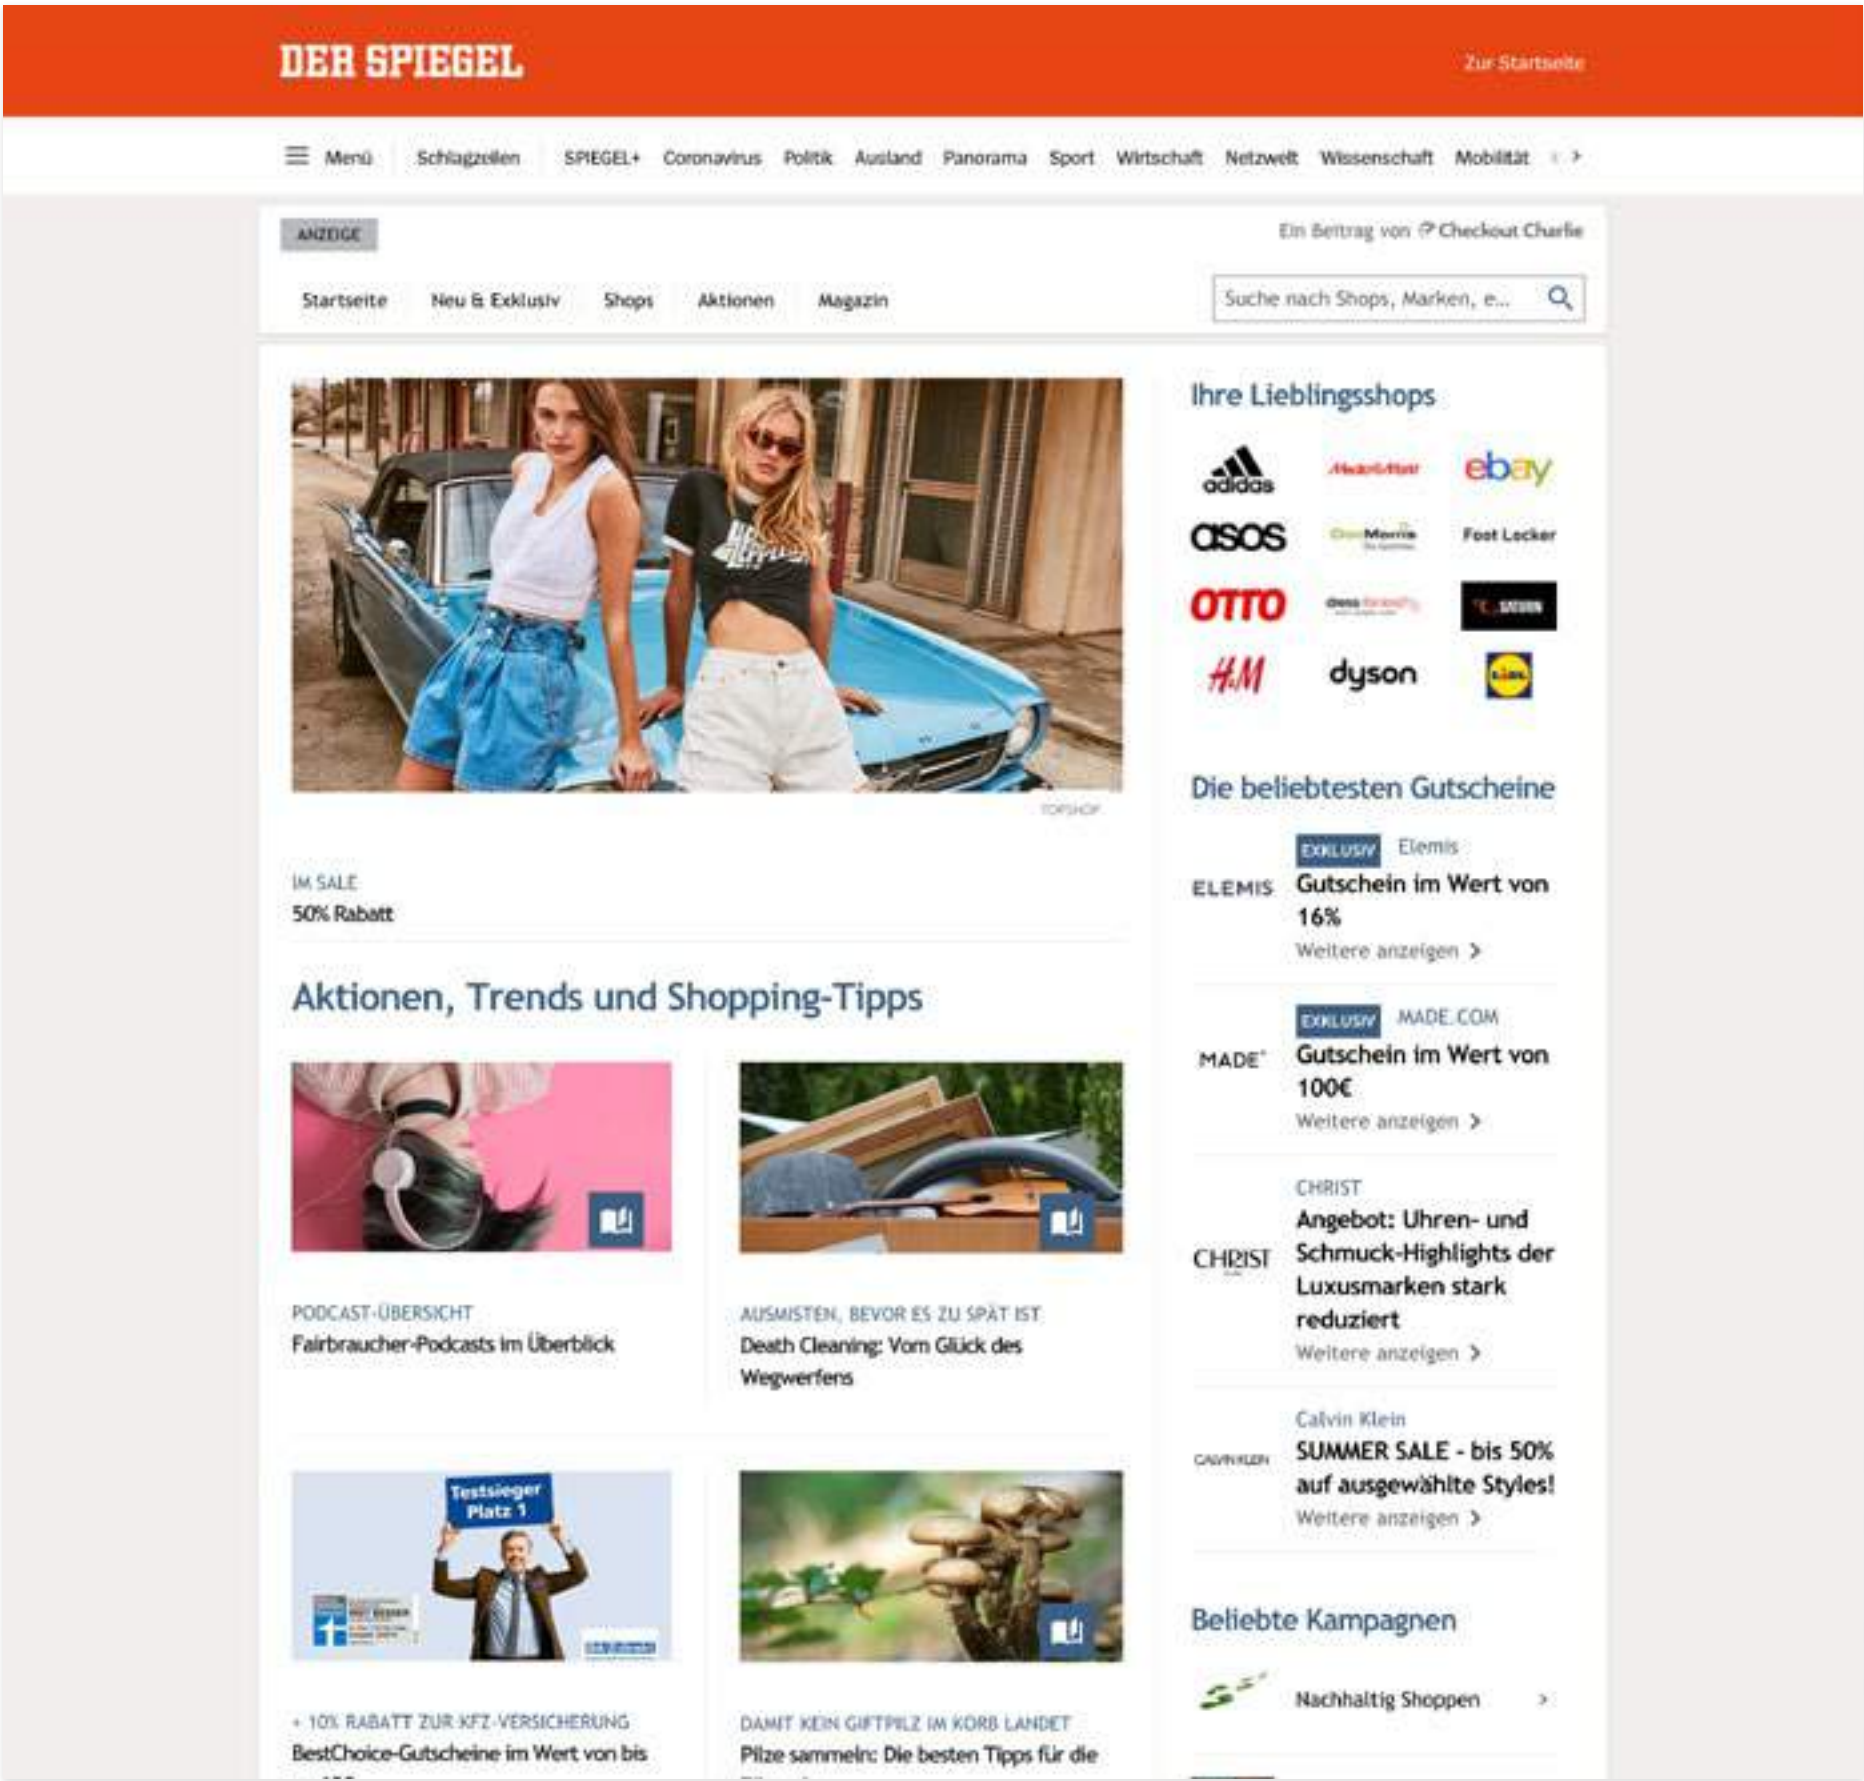 DER SPIEGEL
Zur Startseite
Menü Schlagzeilen SPIEGEL+ Coronavirus Politik Ausland Panorama Sport Wirtschaft Netzwelt Wissenschaft Mobilität
ANZEIGE
Ein Beitrag von Checkout Charlie
Startseite Neu & Exklusiv Shops Aktionen Magazin
Suche nach Shops, Marken, e...
TOPSHOP
IM SALE
50% Rabatt
Aktionen, Trends und Shopping-Tipps
PODCAST-ÜBERSICHT
Fairbraucher-Podcasts im Überblick
AUSMISTEN, BEVOR ES ZU SPÄT IST
Death Cleaning: Vom Glück des
Wegwerfens
Testsieger
Platz 1
+ 10% RABATT ZUR KFZ-VERSICHERUNG
BestChoice-Gutscheine im Wert von bis
DAMIT KEIN GIFTPILZ IM KORB LANDET
Pilze sammeln: Die besten Tipps für die
Ihre Lieblingsshops
adidas MediaMarkt ebay
asos Morris Foot Locker
OTTO dress SATURN
H&M dyson LIDL
Die beliebtesten Gutscheine
EXKLUSIV Elemis
ELEMIS
Gutschein im Wert von
16%
Weitere anzeigen
EXKLUSIV MADE.COM
MADE
Gutschein im Wert von
100€
Weitere anzeigen
CHRIST
CHRIST
Angebot: Uhren- und
Schmuck-Highlights der
Luxusmarken stark
reduziert
Weitere anzeigen
Calvin Klein
CALVIN KLEIN
SUMMER SALE - bis 50%
auf ausgewählte Styles!
Weitere anzeigen
Beliebte Kampagnen
Nachhaltig Shoppen